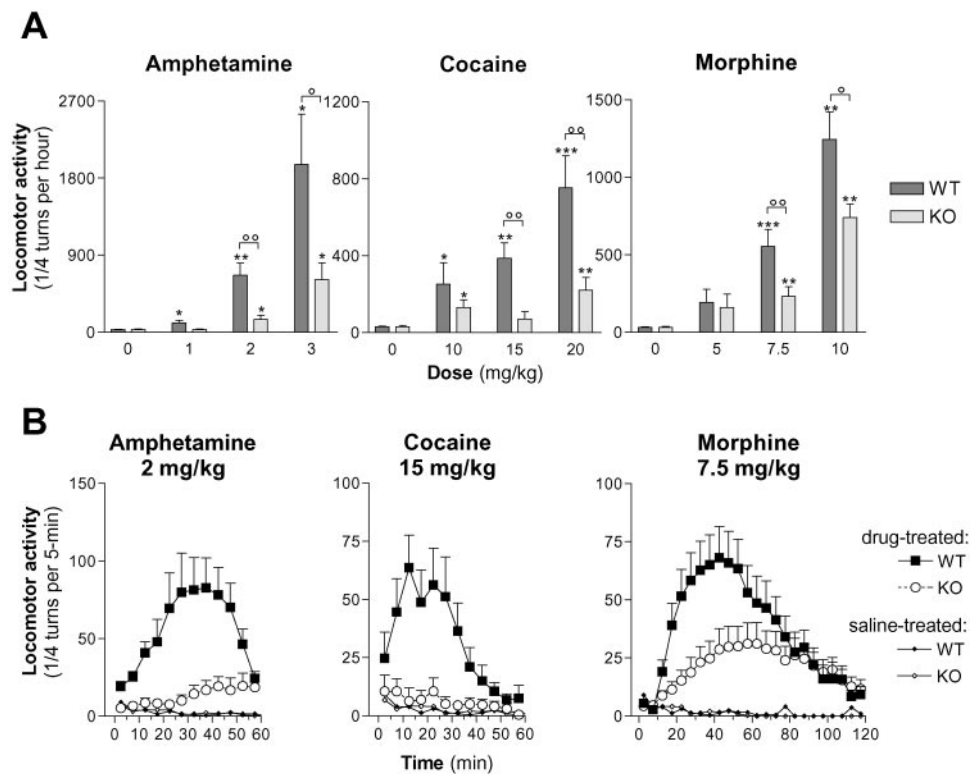 A
Amphetamine
Cocaine
Morphine
Locomotor activity
(1/4 turns per hour)
2700
1800
900
0
* ** * * * o oo
0 1 2 3
1200
800
400
0
* * ** *** ** oo oo
0 10 15 20
1500
1000
500
0
*** ** ** ** oo o
0 5 7.5 10
WT
KO
Dose (mg/kg)
B
Amphetamine
2 mg/kg
Cocaine
15 mg/kg
Morphine
7.5 mg/kg
Locomotor activity
(1/4 turns per 5-min)
150
100
50
0
0 10 20 30 40 50 60
100
75
50
25
0
0 10 20 30 40 50 60
100
75
50
25
0
0 20 40 60 80 100 120
drug-treated:
WT
KO
saline-treated:
WT
KO
Time (min)